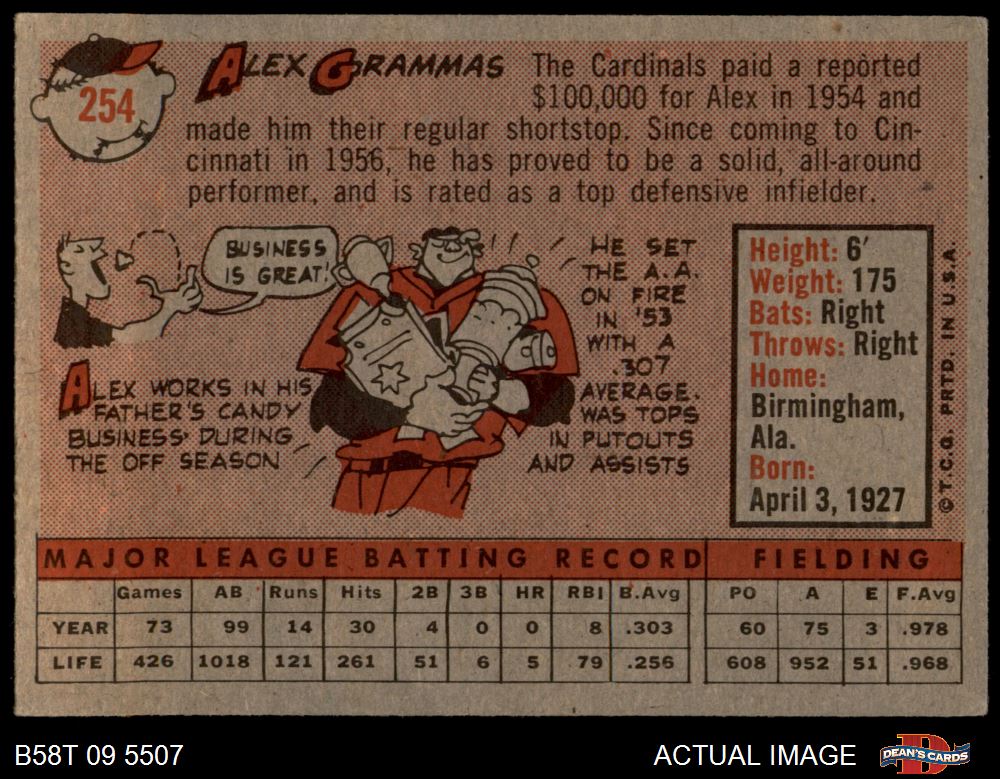 254
ALEX GRAMMAS
The Cardinals paid a reported
$100,000 for Alex in 1954 and
made him their regular shortstop. Since coming to Cin-
cinnati in 1956, he has proved to be a solid, all-around
performer, and is rated as a top defensive infielder.
BUSINESS
IS GREAT!
ALEX WORKS IN HIS
FATHER'S CANDY
BUSINESS DURING
THE OFF SEASON
HE SET
THE A.A.
ON FIRE
IN '53
WITH A
.307
AVERAGE.
WAS TOPS
IN PUTOUTS
AND ASSISTS
Height: 6'
Weight: 175
Bats: Right
Throws: Right
Home:
Birmingham,
Ala.
Born:
April 3, 1927
© T.C.G. PRTD. IN U.S.A.
MAJOR LEAGUE BATTING RECORD FIELDING
Games AB Runs Hits 2B 3B HR RBI B.Avg PO A E F.Avg
YEAR 73 99 14 30 4 0 0 8 .303 60 75 3 .978
LIFE 426 1018 121 261 51 6 5 79 .256 608 952 51 .968
B58T 09 5507
ACTUAL IMAGE
DEAN'S CARDS